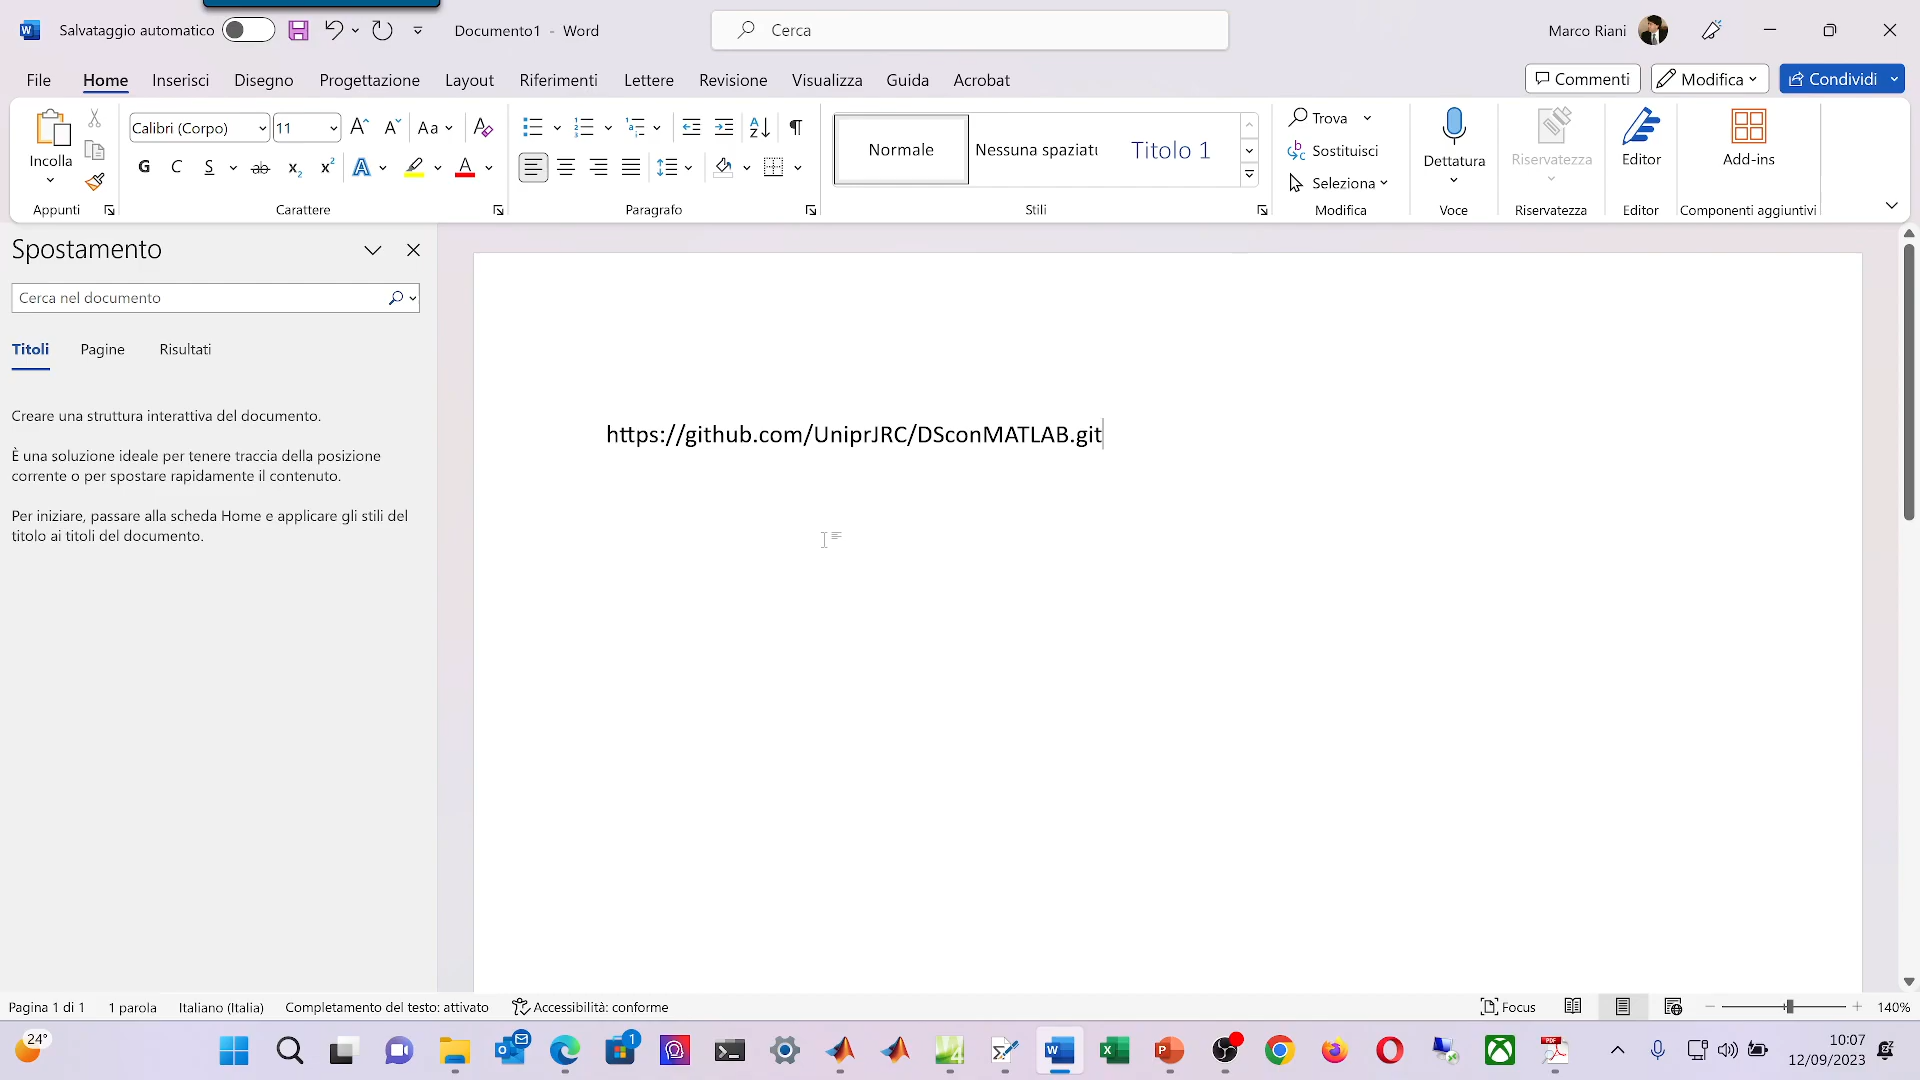 Salvataggio automatico
Documento1 - Word
Cerca
Marco Riani
File
Home
Inserisci
Disegno
Progettazione
Layout
Riferimenti
Lettere
Revisione
Visualizza
Guida
Acrobat
Commenti
Modifica
Condividi
Incolla
Calibri (Corpo)
11
Normale
Nessuna spaziatu
Titolo 1
Trova
Sostituisci
Seleziona
Dettatura
Riservatezza
Editor
Add-ins
Appunti
Carattere
Paragrafo
Stili
Modifica
Voce
Riservatezza
Editor
Componenti aggiuntivi
Spostamento
Cerca nel documento
Titoli
Pagine
Risultati
Creare una struttura interattiva del documento.
È una soluzione ideale per tenere traccia della posizione
corrente o per spostare rapidamente il contenuto.
Per iniziare, passare alla scheda Home e applicare gli stili del
titolo ai titoli del documento.
https://github.com/UniprJRC/DSconMATLAB.git
Pagina 1 di 1
1 parola
Italiano (Italia)
Completamento del testo: attivato
Accessibilità: conforme
Focus
140%
24°
10:07
12/09/2023